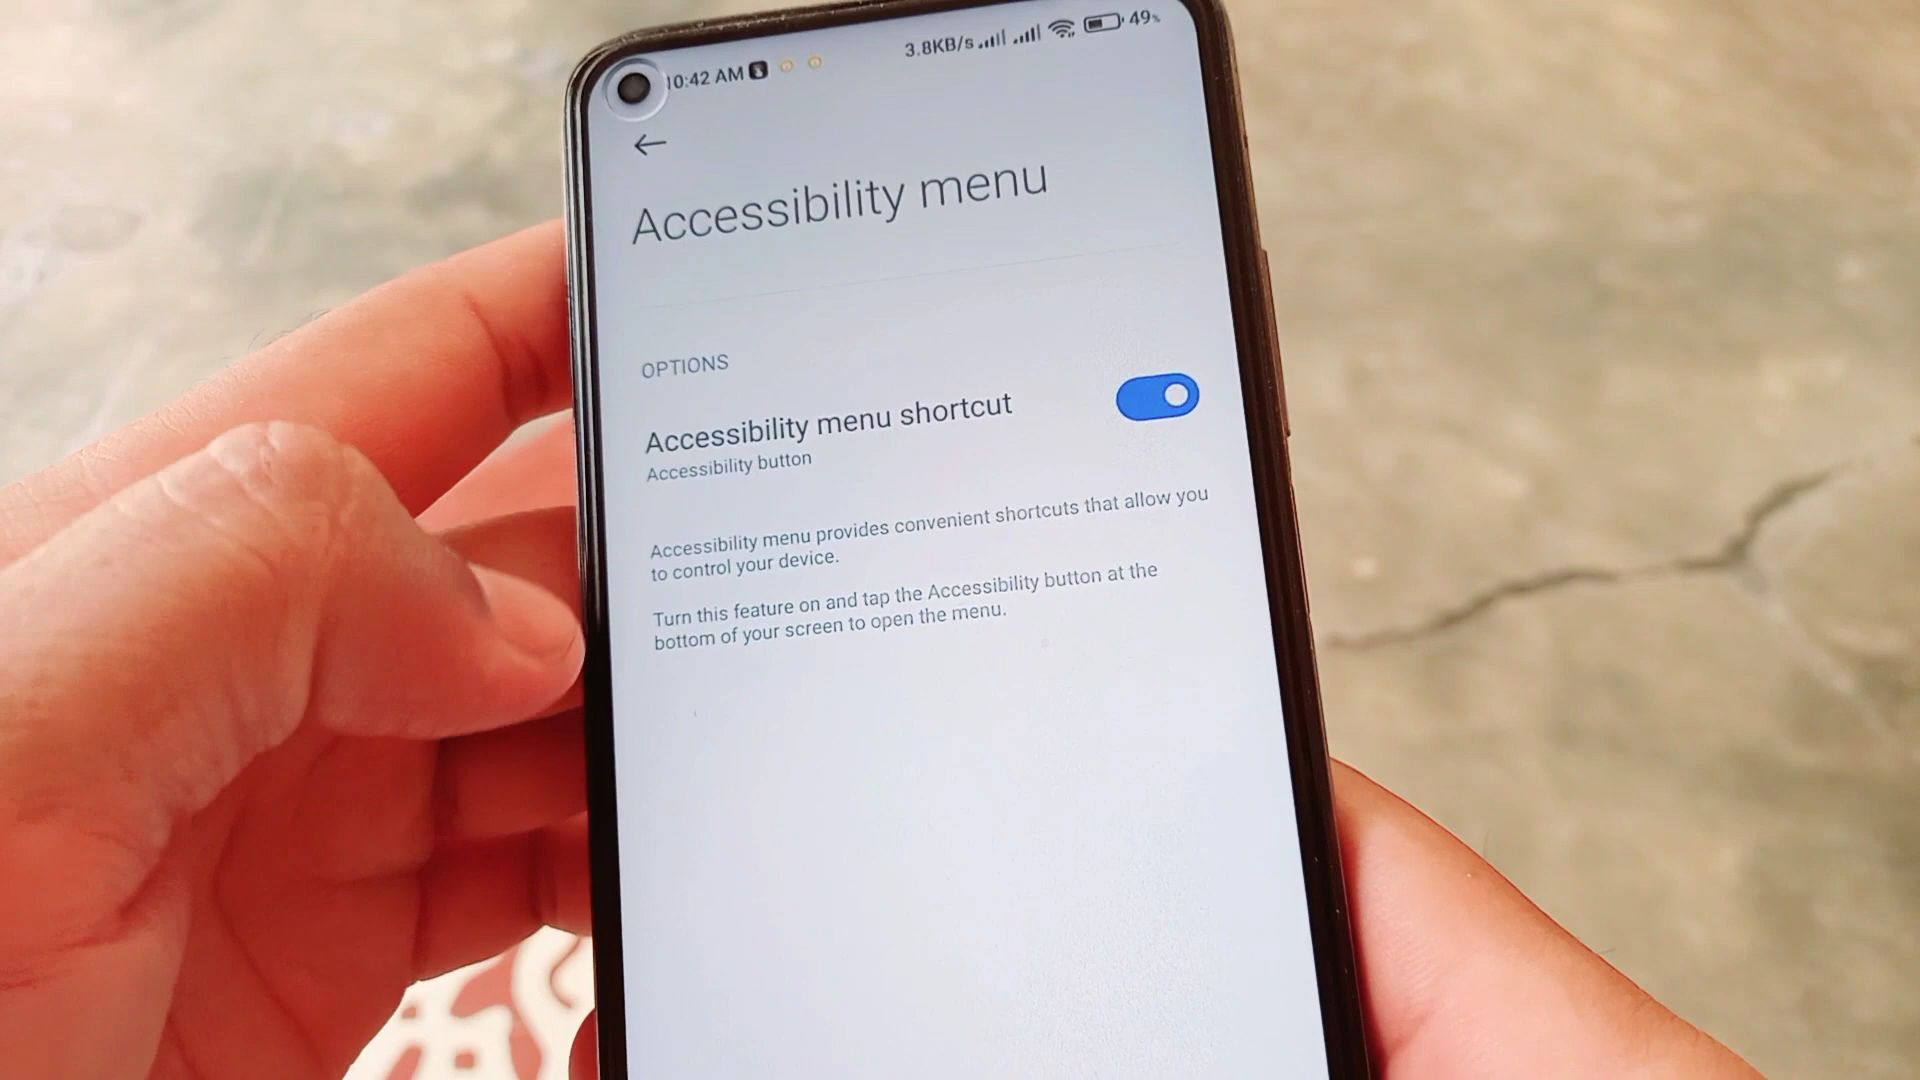 10:42 AM 3.8KB/s 49%
Accessibility menu
OPTIONS
Accessibility menu shortcut
Accessibility button
Accessibility menu provides convenient shortcuts that allow you
to control your device.
Turn this feature on and tap the Accessibility button at the
bottom of your screen to open the menu.